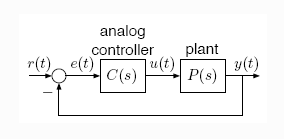 analog
controller plant
r(t) e(t) C(s) u(t) P(s) y(t)
−